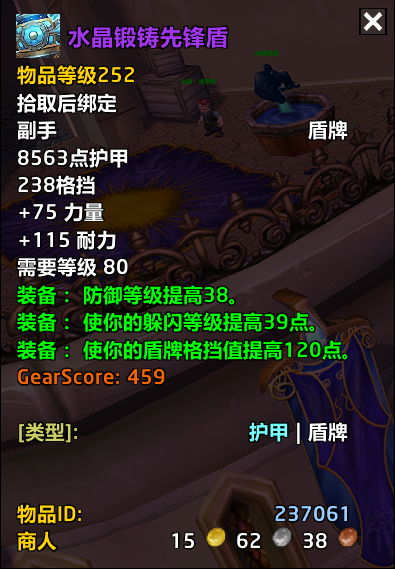 水晶锻铸先锋盾
物品等级252
拾取后绑定
副手 盾牌
8563点护甲
238格挡
+75 力量
+115 耐力
需要等级 80
装备： 防御等级提高38。
装备： 使你的躲闪等级提高39点。
装备： 使你的盾牌格挡值提高120点。
GearScore: 459
[类型]: 护甲 | 盾牌
物品ID: 237061
商人 15 62 38